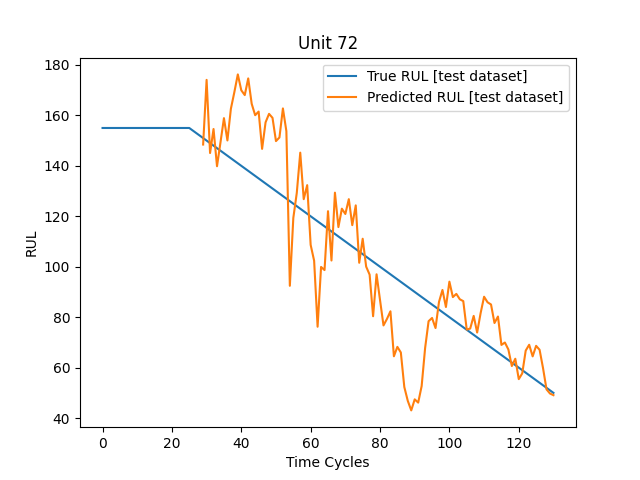 Unit 72
True RUL [test dataset]
Predicted RUL [test dataset]
180
160
140
120
100
80
60
40
RUL
0 20 40 60 80 100 120
Time Cycles